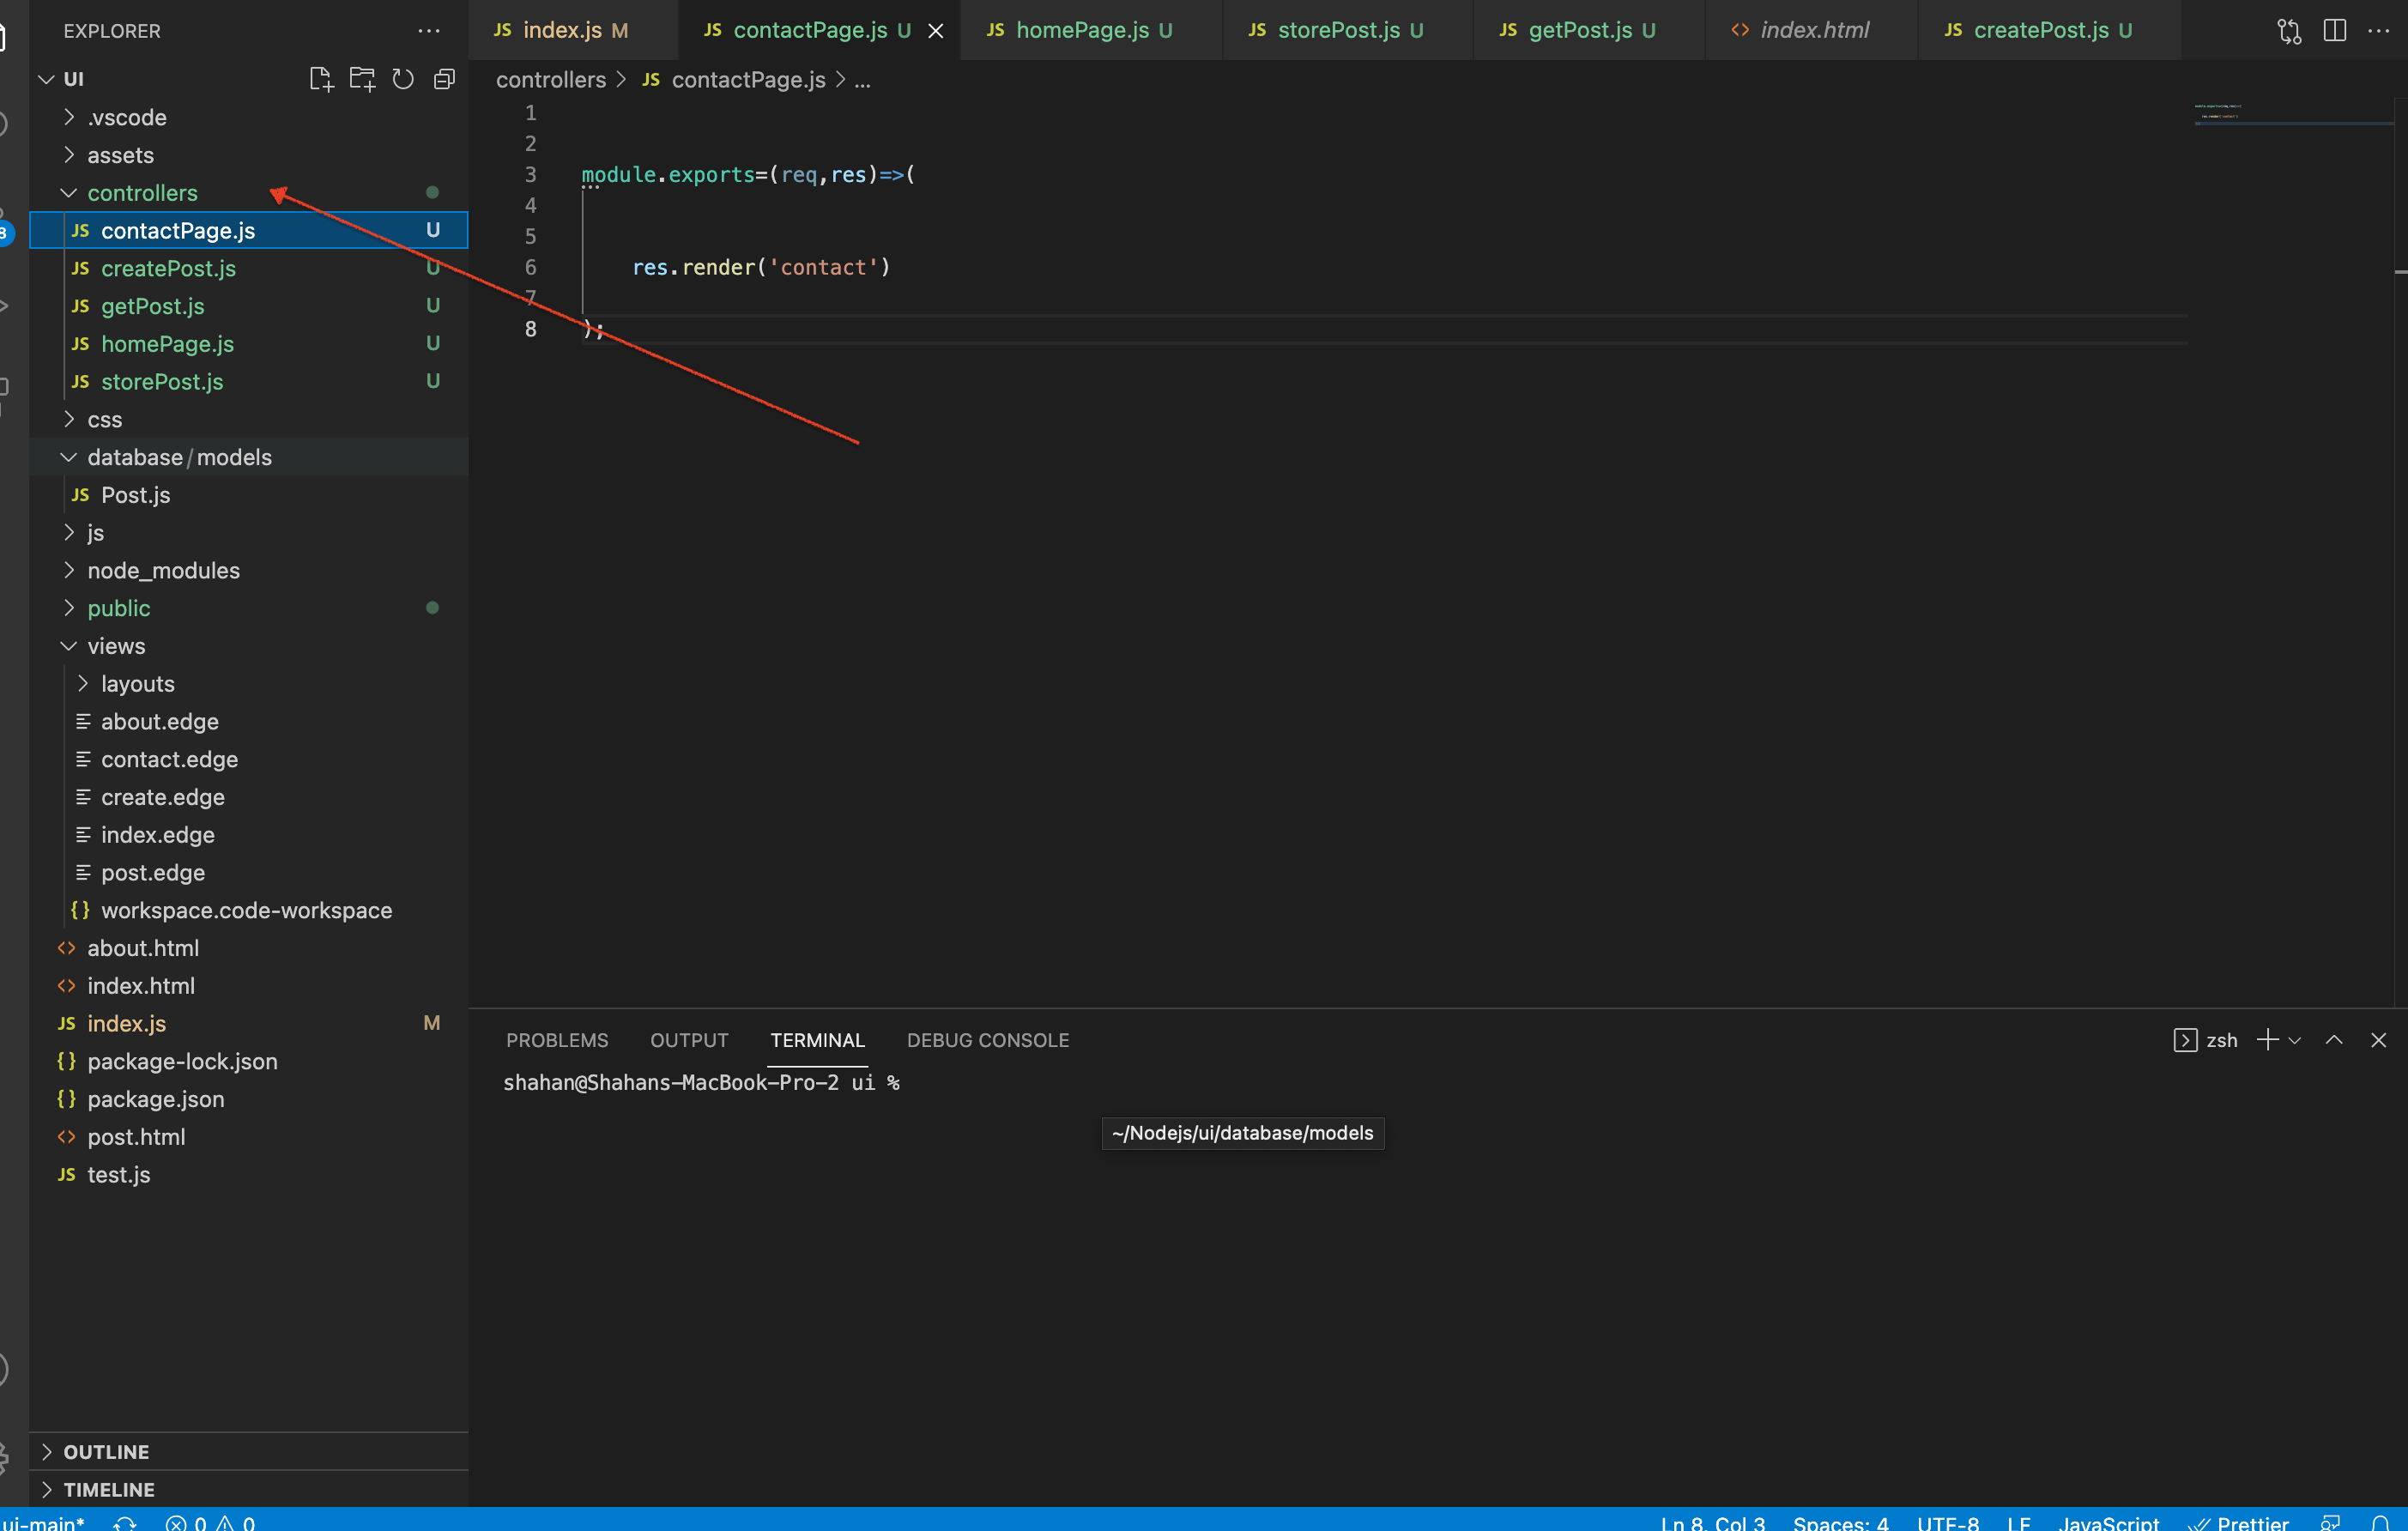 EXPLORER
UI
.vscode
assets
controllers
JS contactPage.js U
JS createPost.js U
JS getPost.js U
JS homePage.js U
JS storePost.js U
css
database/models
JS Post.js
js
node_modules
public
views
layouts
about.edge
contact.edge
create.edge
index.edge
post.edge
{} workspace.code-workspace
<> about.html
<> index.html
JS index.js M
{} package-lock.json
{} package.json
<> post.html
JS test.js
OUTLINE
TIMELINE
JS index.js M
JS contactPage.js U
JS homePage.js U
JS storePost.js U
JS getPost.js U
<> index.html
JS createPost.js U
controllers > JS contactPage.js > ...
1
2
3 module.exports=(req,res)=>(
4
5
6 res.render('contact')
7
8 );
PROBLEMS OUTPUT TERMINAL DEBUG CONSOLE
zsh
shahan@Shahans-MacBook-Pro-2 ui %
~/Nodejs/ui/database/models
ui-main* 0 0 Ln 8, Col 3 Spaces: 4 UTF-8 LF JavaScript Prettier